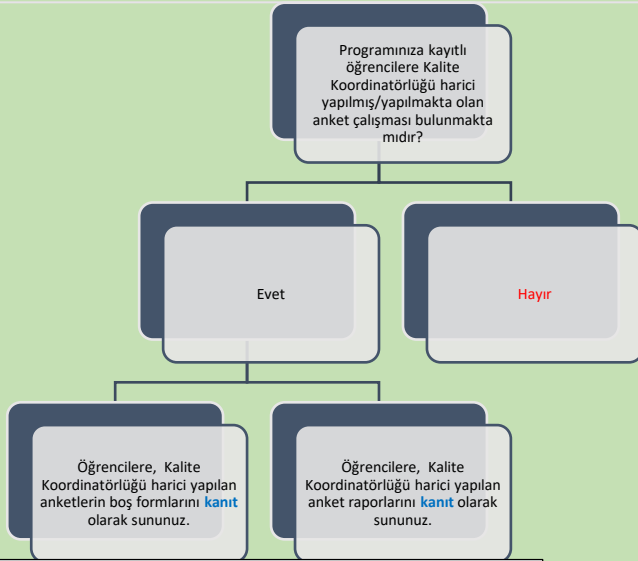 Programınıza kayıtlı
öğrencilere Kalite
Koordinatörlüğü harici
yapılmış/yapılmakta olan
anket çalışması bulunmakta
mıdır?
Evet
Hayır
Öğrencilere, Kalite
Koordinatörlüğü harici yapılan
anketlerin boş formlarını kanıt
olarak sununuz.
Öğrencilere, Kalite
Koordinatörlüğü harici yapılan
anket raporlarını kanıt olarak
sununuz.